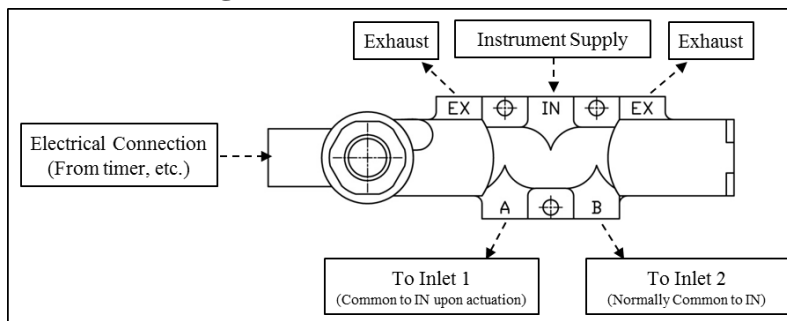 Exhaust
Instrument Supply
Exhaust
EX
IN
EX
Electrical Connection
(From timer, etc.)
A
B
To Inlet 1
(Common to IN upon actuation)
To Inlet 2
(Normally Common to IN)